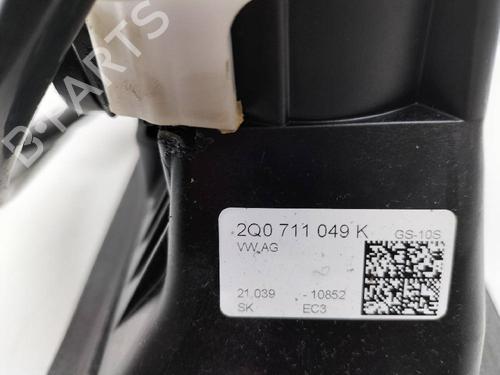 B-PARTS
2Q0 711 049 K GS-10S
VW AG
21.039 -10852
SK EC3